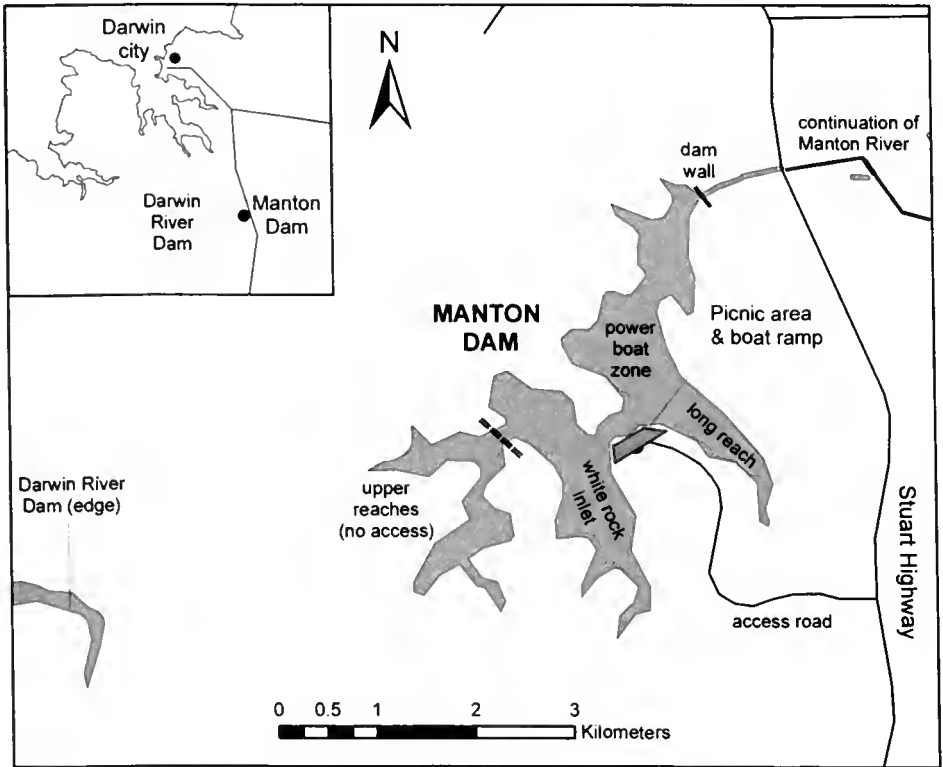 Darwin
city
Darwin
River
Dam
Manton
Dam
N
continuation of
Manton River
dam
wall
MANTON
DAM
Picnic area
& boat ramp
power
boat
zone
long reach
white rock
inlet
upper
reaches
(no access)
Darwin River
Dam (edge)
Stuart Highway
access road
0 0.5 1 2 3
Kilometers